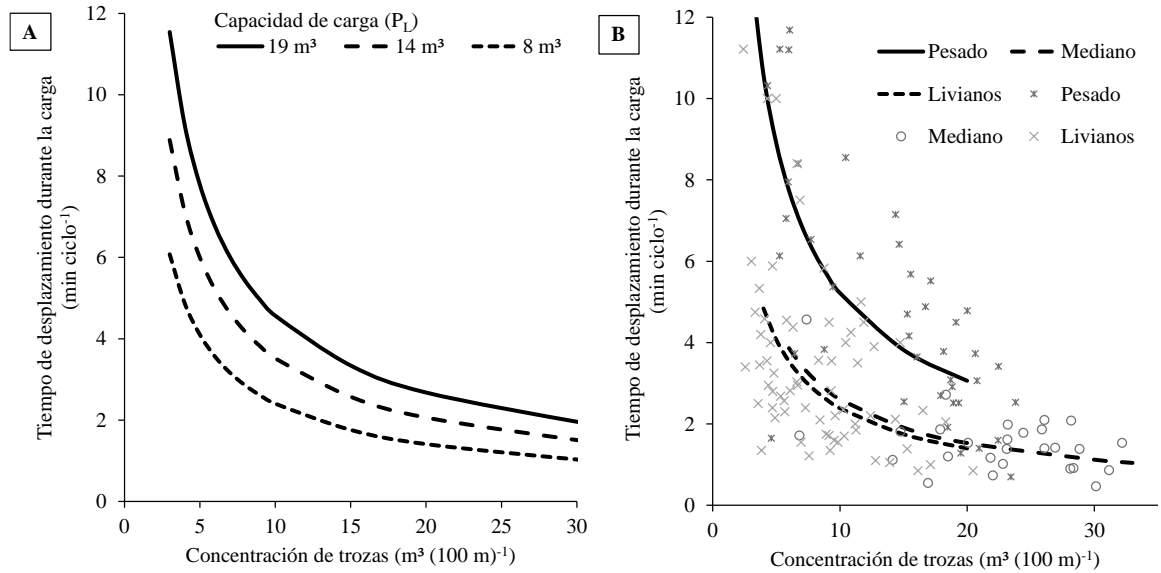 A
Capacidad de carga (P_L)
19 m³ 14 m³ 8 m³
Tiempo de desplazamiento durante la carga
(min ciclo⁻¹)
12
10
8
6
4
2
0
0 5 10 15 20 25 30
Concentración de trozas (m³ (100 m)⁻¹
B
Pesado Mediano
Livianos Pesado
Mediano Livianos
Tiempo de desplazamiento durante la carga
(min ciclo⁻¹)
12
10
8
6
4
2
0
0 10 20 30
Concentración de trozas (m³ (100 m)⁻¹